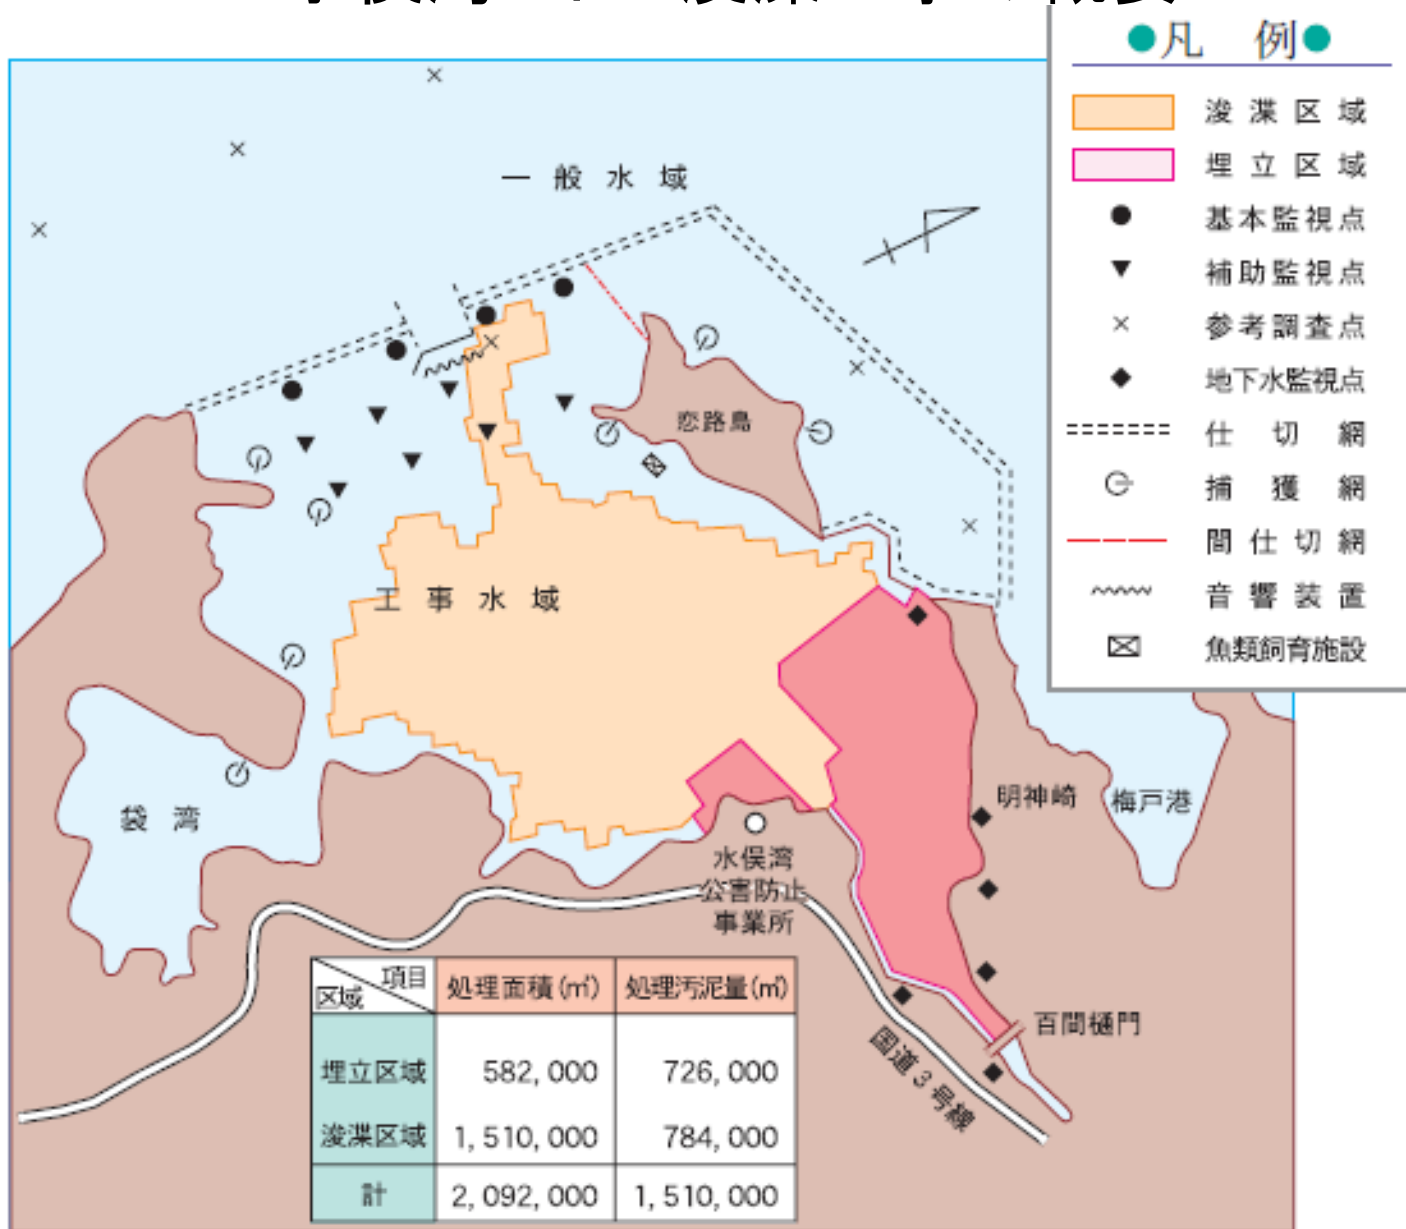 凡 例
浚渫区域
埋立区域
基本監視点
補助監視点
参考調査点
地下水監視点
仕切網
捕獲網
間仕切網
音響装置
魚類飼育施設
一般水域
恋路島
工事水域
袋湾
明神崎
梅戸港
水俣湾
公害防止
事業所
百間樋門
国道3号線
項目
区域
処理面積(㎡) 処理汚泥量(㎥)
埋立区域 582,000 726,000
浚渫区域 1,510,000 784,000
計 2,092,000 1,510,000